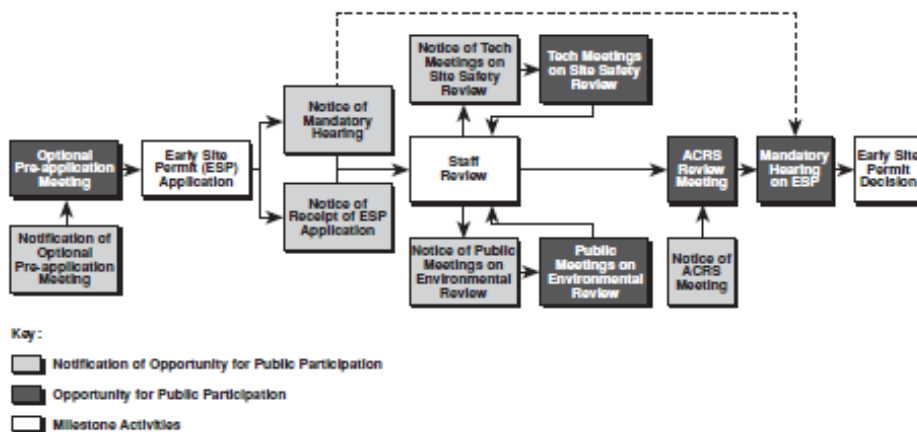 Notice of Tech
Meetings on
Site Safety
Review
Tech Meetings
on Site Safety
Review
Notice of
Mandatory
Hearing
Optional
Pre-application
Meeting
Early Site
Permit (ESP)
Application
Staff
Review
ACRS
Review
Meeting
Mandatory
Hearing
on ESP
Early Site
Permit
Decision
Notice of
Receipt of ESP
Application
Notification of
Optional
Pre-application
Meeting
Notice of Public
Meetings on
Environmental
Review
Public
Meetings on
Environmental
Review
Notice of
ACRS
Meeting
Key:
Notification of Opportunity for Public Participation
Opportunity for Public Participation
Milestone Activities